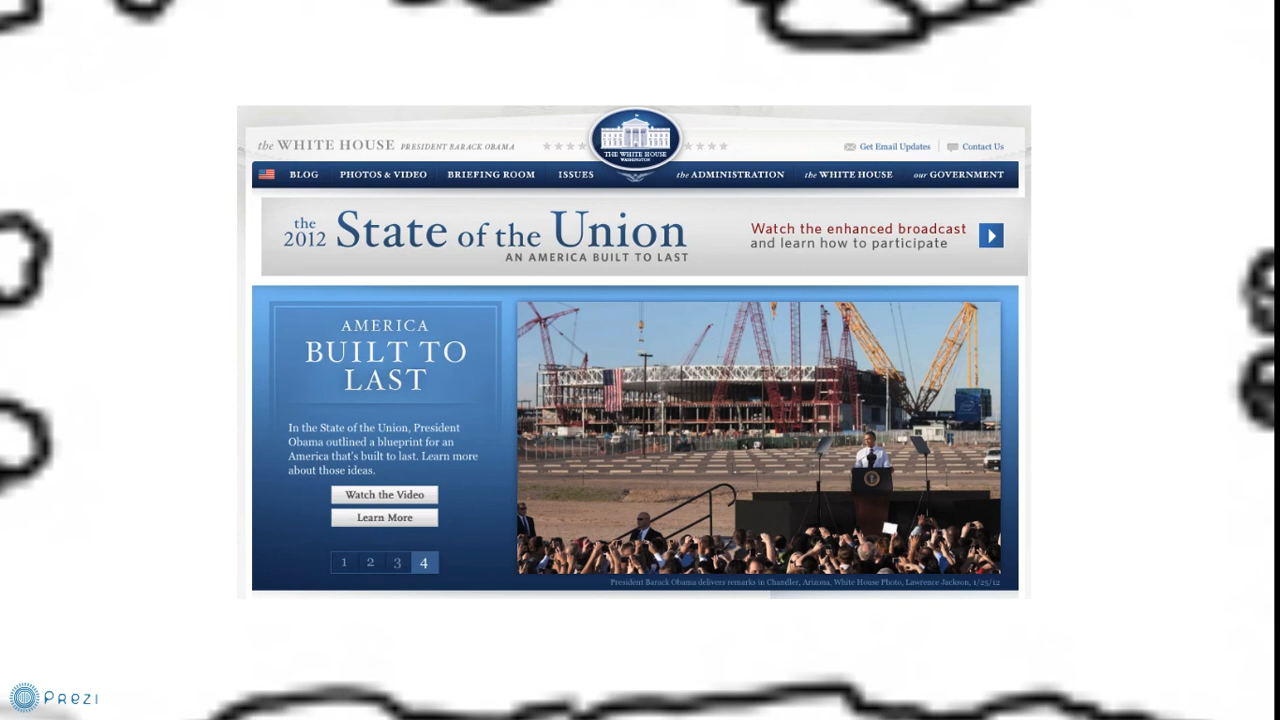 the WHITE HOUSE PRESIDENT BARACK OBAMA
THE WHITE HOUSE
WASHINGTON
Get Email Updates
Contact Us
BLOG PHOTOS & VIDEO BRIEFING ROOM ISSUES the ADMINISTRATION the WHITE HOUSE our GOVERNMENT
the 2012 State of the Union
AN AMERICA BUILT TO LAST
Watch the enhanced broadcast
and learn how to participate
AMERICA
BUILT TO
LAST
In the State of the Union, President
Obama outlined a blueprint for an
America that's built to last. Learn more
about those ideas.
Watch the Video
Learn More
1 2 3 4
President Barack Obama delivers remarks in Chandler, Arizona, White House Photo, Lawrence Jackson, 1/25/12
PREZI